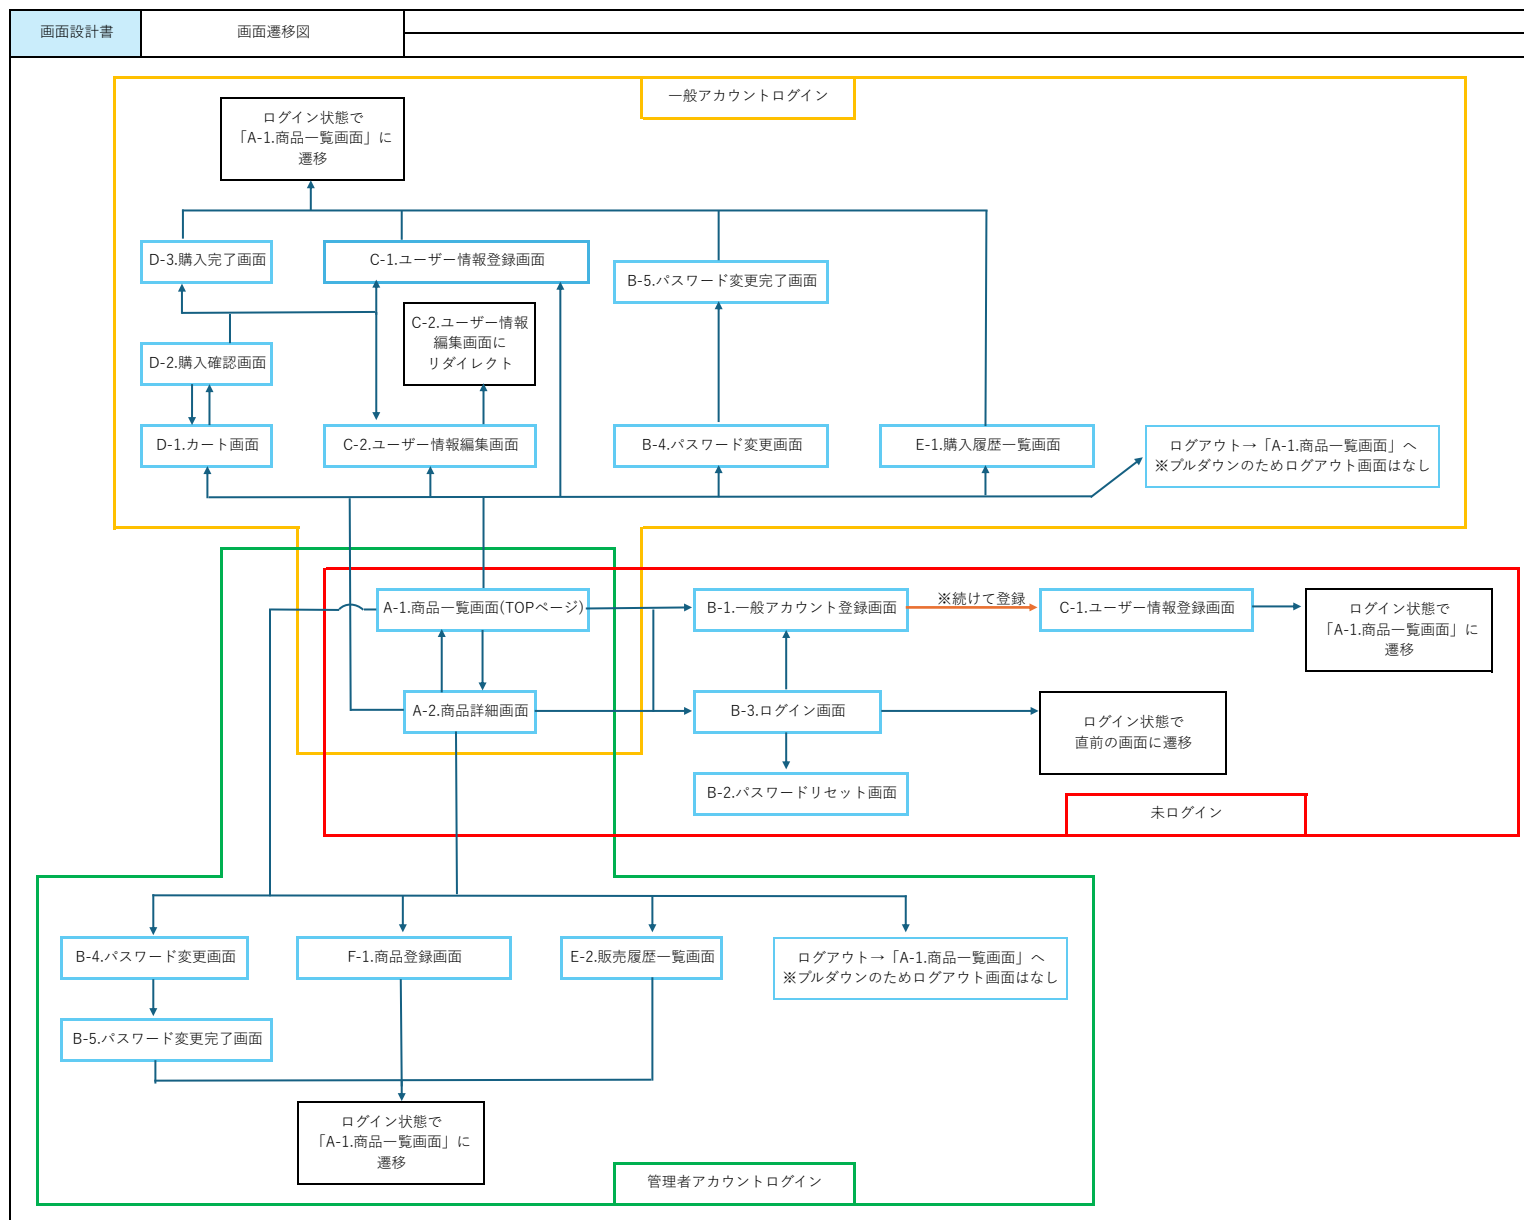 画面設計書
画面遷移図
一般アカウントログイン
ログイン状態で
「A-1.商品一覧画面」に
遷移
D-3.購入完了画面
C-1.ユーザー情報登録画面
B-5.パスワード変更完了画面
C-2.ユーザー情報
編集画面に
リダイレクト
D-2.購入確認画面
D-1.カート画面
C-2.ユーザー情報編集画面
B-4.パスワード変更画面
E-1.購入履歴一覧画面
ログアウト→「A-1.商品一覧画面」へ
※プルダウンのためログアウト画面はなし
A-1.商品一覧画面(TOPページ)
B-1.一般アカウント登録画面
※続けて登録
C-1.ユーザー情報登録画面
ログイン状態で
「A-1.商品一覧画面」に
遷移
A-2.商品詳細画面
B-3.ログイン画面
ログイン状態で
直前の画面に遷移
B-2.パスワードリセット画面
未ログイン
B-4.パスワード変更画面
F-1.商品登録画面
E-2.販売履歴一覧画面
ログアウト→「A-1.商品一覧画面」へ
※プルダウンのためログアウト画面はなし
B-5.パスワード変更完了画面
ログイン状態で
「A-1.商品一覧画面」に
遷移
管理者アカウントログイン